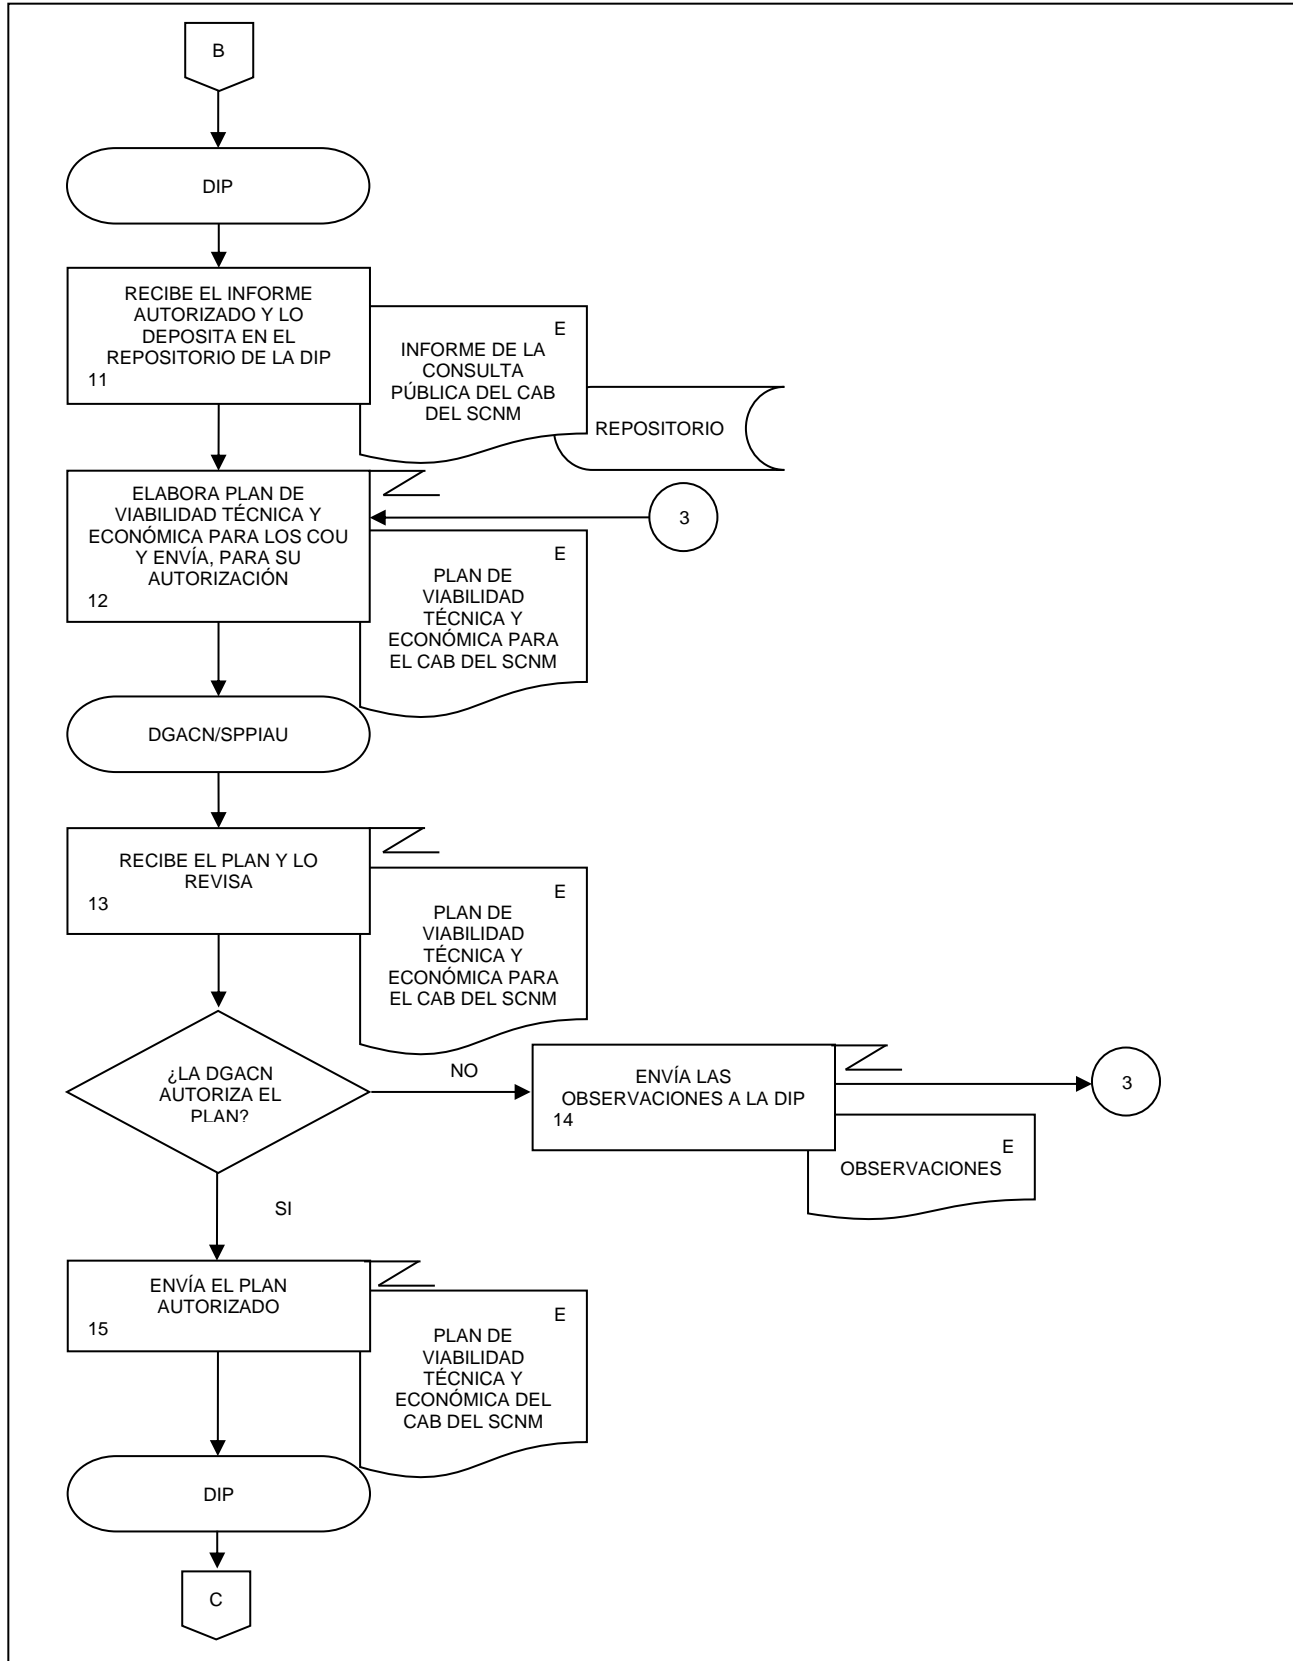 B
DIP
RECIBE EL INFORME
AUTORIZADO Y LO
DEPOSITA EN EL
REPOSITORIO DE LA DIP
11
E
INFORME DE LA
CONSULTA
PÚBLICA DEL CAB
DEL SCNM
REPOSITORIO
ELABORA PLAN DE
VIABILIDAD TÉCNICA Y
ECONÓMICA PARA LOS COU
Y ENVÍA, PARA SU
AUTORIZACIÓN
12
3
E
PLAN DE
VIABILIDAD
TÉCNICA Y
ECONÓMICA PARA
EL CAB DEL SCNM
DGACN/SPPIAU
RECIBE EL PLAN Y LO
REVISA
13
E
PLAN DE
VIABILIDAD
TÉCNICA Y
ECONÓMICA PARA
EL CAB DEL SCNM
¿LA DGACN
AUTORIZA EL
PLAN?
NO
ENVÍA LAS
OBSERVACIONES A LA DIP
14
3
E
OBSERVACIONES
SI
ENVÍA EL PLAN
AUTORIZADO
15
E
PLAN DE
VIABILIDAD
TÉCNICA Y
ECONÓMICA DEL
CAB DEL SCNM
DIP
C